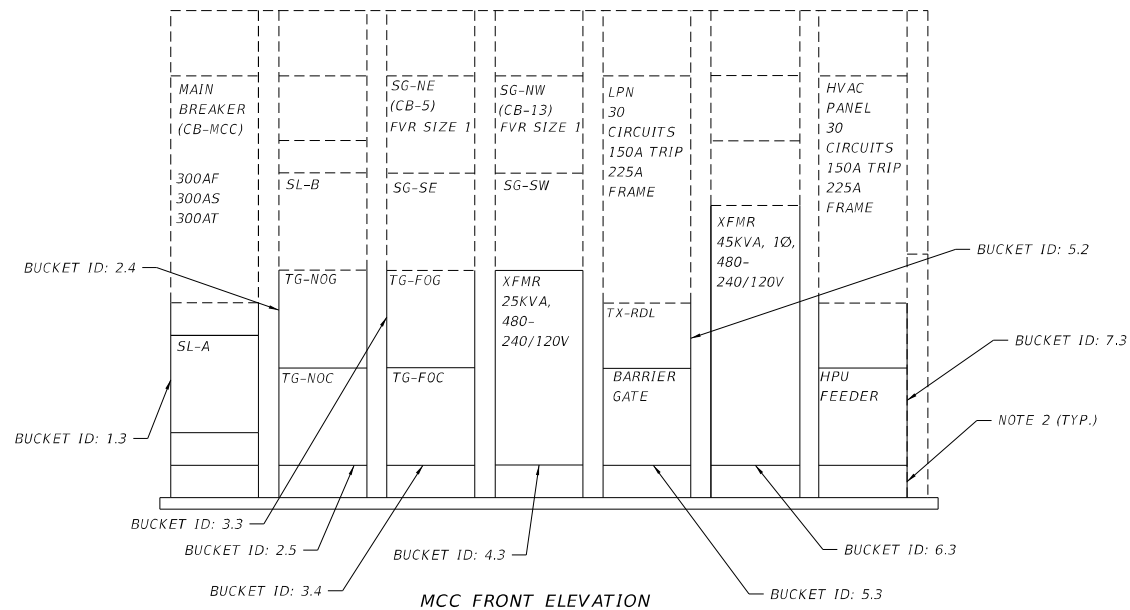 MAIN
BREAKER
(CB-MCC)
300AF
300AS
300AT
SL-A
SL-B
TG-NOG
TG-NOC
SG-NE
(CB-5)
FVR SIZE 1
SG-SE
TG-FOG
TG-FOC
SG-NW
(CB-13)
FVR SIZE 1
SG-SW
XFMR
25KVA,
480-
240/120V
LPN
30
CIRCUITS
150A TRIP
225A
FRAME
TX-RDL
BARRIER
GATE
XFMR
45KVA, 1Ø,
480-
240/120V
HVAC
PANEL
30
CIRCUITS
150A TRIP
225A
FRAME
HPU
FEEDER
BUCKET ID: 2.4
BUCKET ID: 1.3
BUCKET ID: 5.2
BUCKET ID: 7.3
NOTE 2 (TYP.)
BUCKET ID: 3.3
BUCKET ID: 2.5
BUCKET ID: 3.4
BUCKET ID: 4.3
BUCKET ID: 6.3
BUCKET ID: 5.3
MCC FRONT ELEVATION